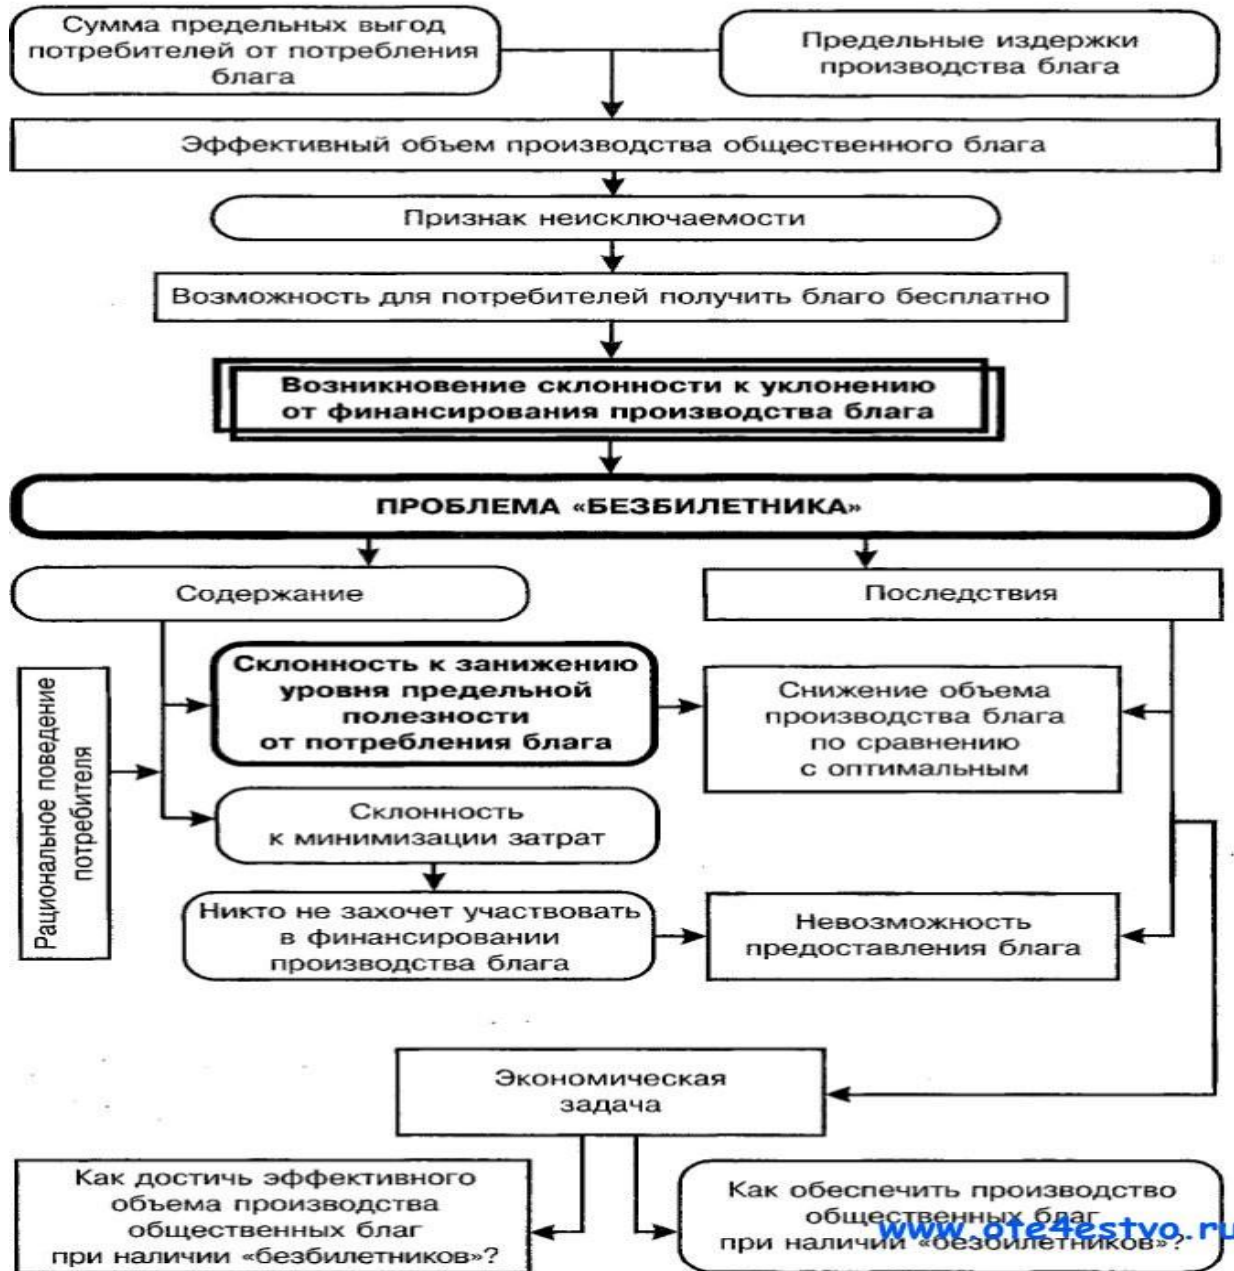 Сумма предельных выгод
потребителей от потребления
блага
Предельные издержки
производства блага
Эффективный объем производства общественного блага
Признак неисключаемости
Возможность для потребителей получить благо бесплатно
Возникновение склонности к уклонению
от финансирования производства блага
ПРОБЛЕМА «БЕЗБИЛЕТНИКА»
Содержание
Последствия
Рациональное поведение
потребителя
Склонность к занижению
уровня предельной
полезности
от потребления блага
Снижение объема
производства блага
по сравнению
с оптимальным
Склонность
к минимизации затрат
Никто не захочет участвовать
в финансировании
производства блага
Невозможность
предоставления блага
Экономическая
задача
Как достичь эффективного
объема производства
общественных благ
при наличии «безбилетников»?
Как обеспечить производство
общественных благ
при наличии «безбилетников»?
www.ote4estvo.ru